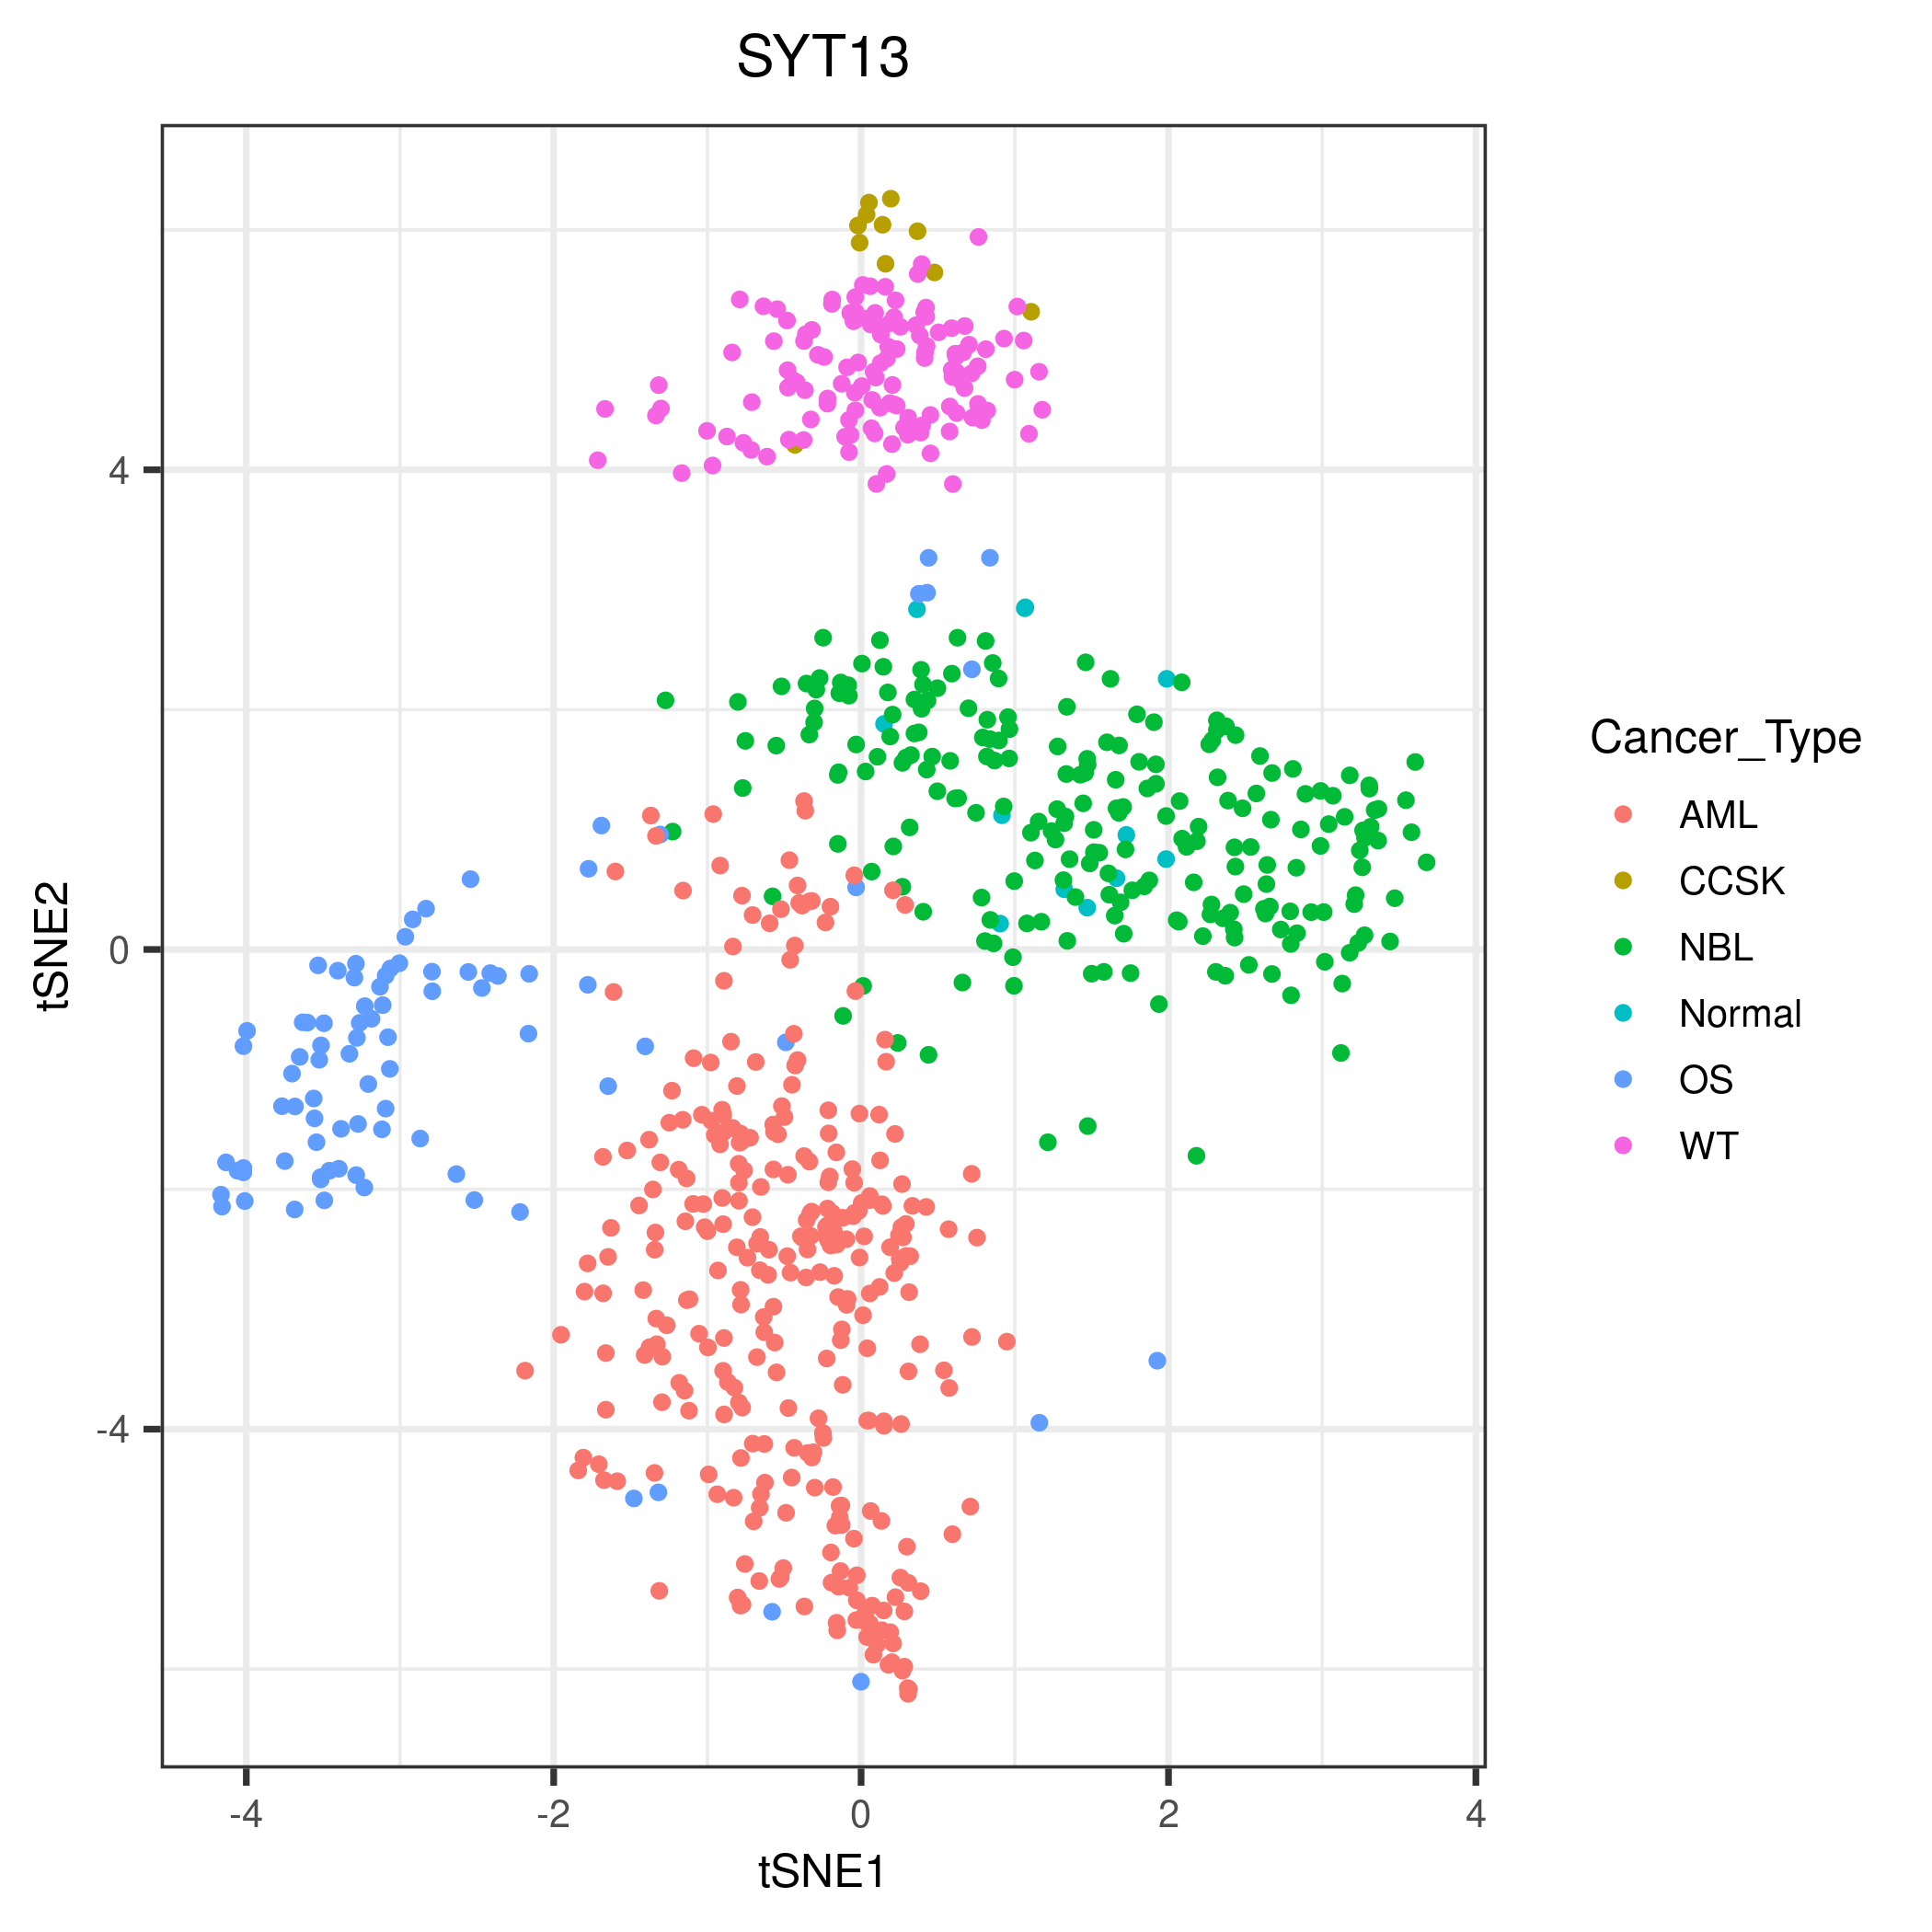 SYT13
tSNE2
4
0
-4
-4
-2
0
2
4
tSNE1
Cancer_Type
AML
CCSK
NBL
Normal
OS
WT